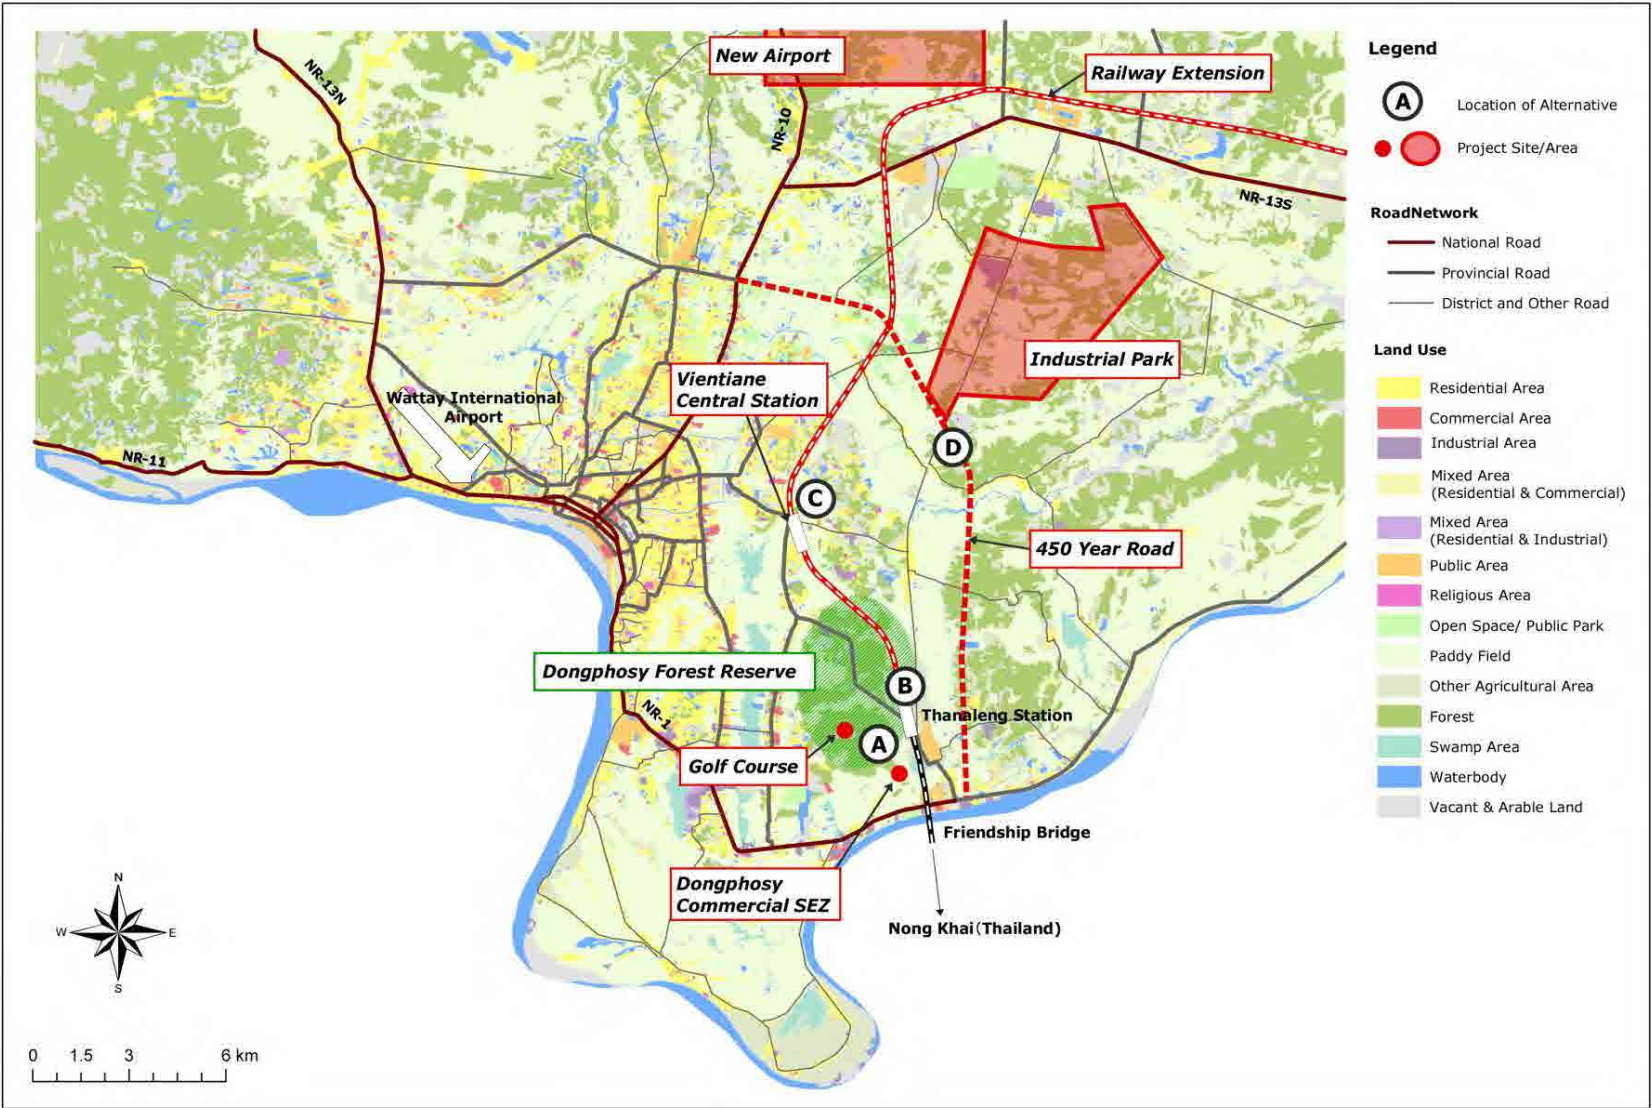 New Airport
Railway Extension
NR-13N
NR-10
NR-13S
Industrial Park
Vientiane
Central Station
Wattay International
Airport
NR-11
D
C
450 Year Road
Dongphosy Forest Reserve
B
Thanaleng Station
NR-1
A
Golf Course
Friendship Bridge
Dongphosy
Commercial SEZ
Nong Khai(Thailand)
N
W
E
S
0 1.5 3 6 km
Legend
A
Location of Alternative
Project Site/Area
RoadNetwork
National Road
Provincial Road
District and Other Road
Land Use
Residential Area
Commercial Area
Industrial Area
Mixed Area
(Residential & Commercial)
Mixed Area
(Residential & Industrial)
Public Area
Religious Area
Open Space/ Public Park
Paddy Field
Other Agricultural Area
Forest
Swamp Area
Waterbody
Vacant & Arable Land